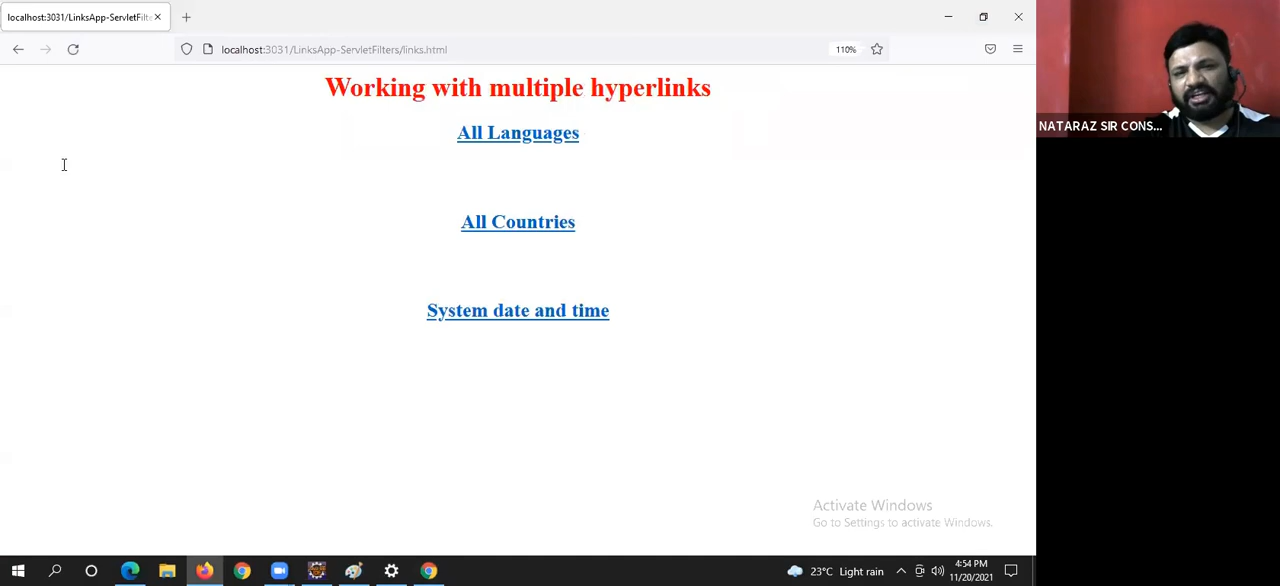 localhost:3031/LinksApp-ServletFilte
localhost:3031/LinksApp-ServletFilters/links.html
110%
Working with multiple hyperlinks
All Languages
All Countries
System date and time
NATARAZ SIR CONS...
Activate Windows
Go to Settings to activate Windows.
23°C Light rain
4:54 PM
11/20/2021